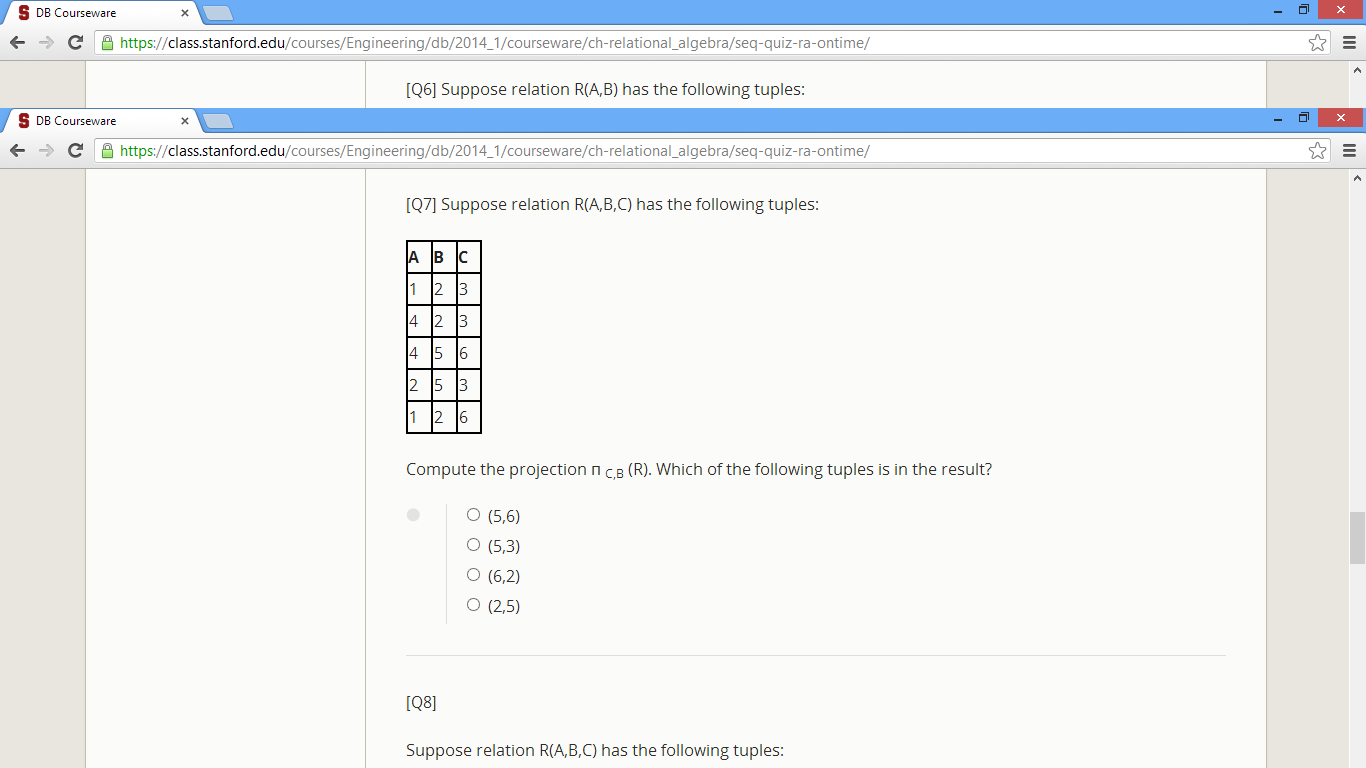 DB Courseware
https://class.stanford.edu/courses/Engineering/db/2014_1/courseware/ch-relational_algebra/seq-quiz-ra-ontime/
[Q6] Suppose relation R(A,B) has the following tuples:
DB Courseware
https://class.stanford.edu/courses/Engineering/db/2014_1/courseware/ch-relational_algebra/seq-quiz-ra-ontime/
[Q7] Suppose relation R(A,B,C) has the following tuples:
A B C
1 2 3
4 2 3
4 5 6
2 5 3
1 2 6
Compute the projection π C,B (R). Which of the following tuples is in the result?
(5,6)
(5,3)
(6,2)
(2,5)
[Q8]
Suppose relation R(A,B,C) has the following tuples: